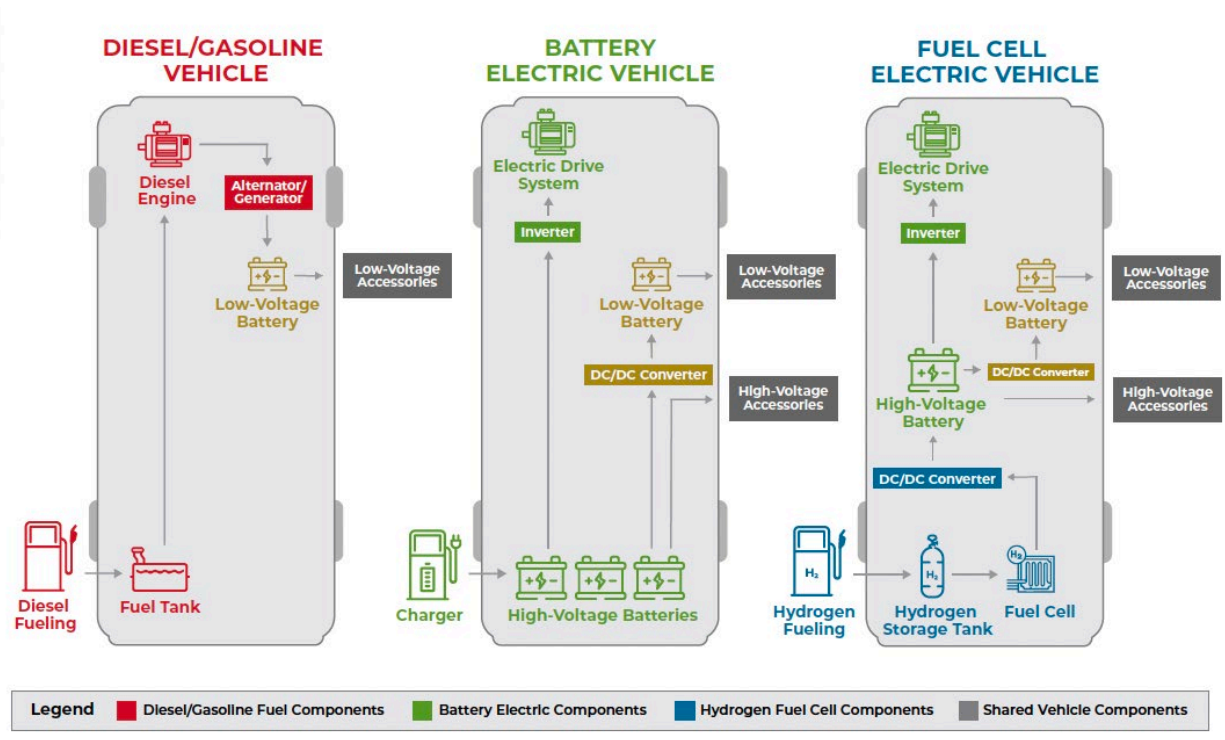 DIESEL/GASOLINE
VEHICLE
Diesel
Engine
Alternator/
Generator
+ -
Low-Voltage
Battery
Low-Voltage
Accessories
Diesel
Fueling
Fuel Tank
BATTERY
ELECTRIC VEHICLE
Electric Drive
System
Inverter
+ -
Low-Voltage
Battery
Low-Voltage
Accessories
DC/DC Converter
High-Voltage
Accessories
Charger
+ - + - + -
High-Voltage Batteries
FUEL CELL
ELECTRIC VEHICLE
Electric Drive
System
Inverter
+ -
Low-Voltage
Battery
Low-Voltage
Accessories
+ -
High-Voltage
Battery
DC/DC Converter
High-Voltage
Accessories
DC/DC Converter
H₂
Hydrogen
Fueling
H₂
Hydrogen
Storage Tank
H₂
Fuel Cell
Legend
Diesel/Gasoline Fuel Components
Battery Electric Components
Hydrogen Fuel Cell Components
Shared Vehicle Components